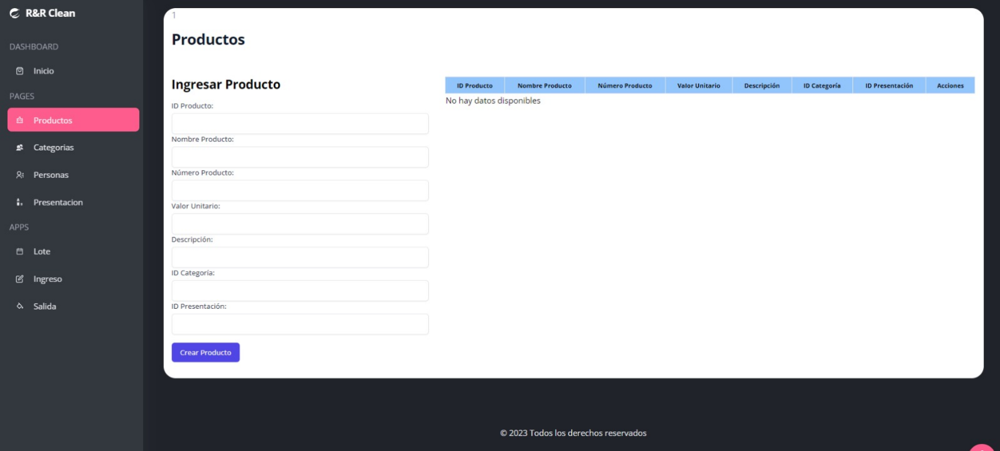 R&R Clean
DASHBOARD
Inicio
PAGES
Productos
Categorias
Personas
Presentacion
APPS
Lote
Ingreso
Salida
1
Productos
Ingresar Producto
ID Producto:
Nombre Producto:
Número Producto:
Valor Unitario:
Descripción:
ID Categoría:
ID Presentación:
Crear Producto
ID Producto Nombre Producto Número Producto Valor Unitario Descripción ID Categoría ID Presentación Acciones
No hay datos disponibles
© 2023 Todos los derechos reservados